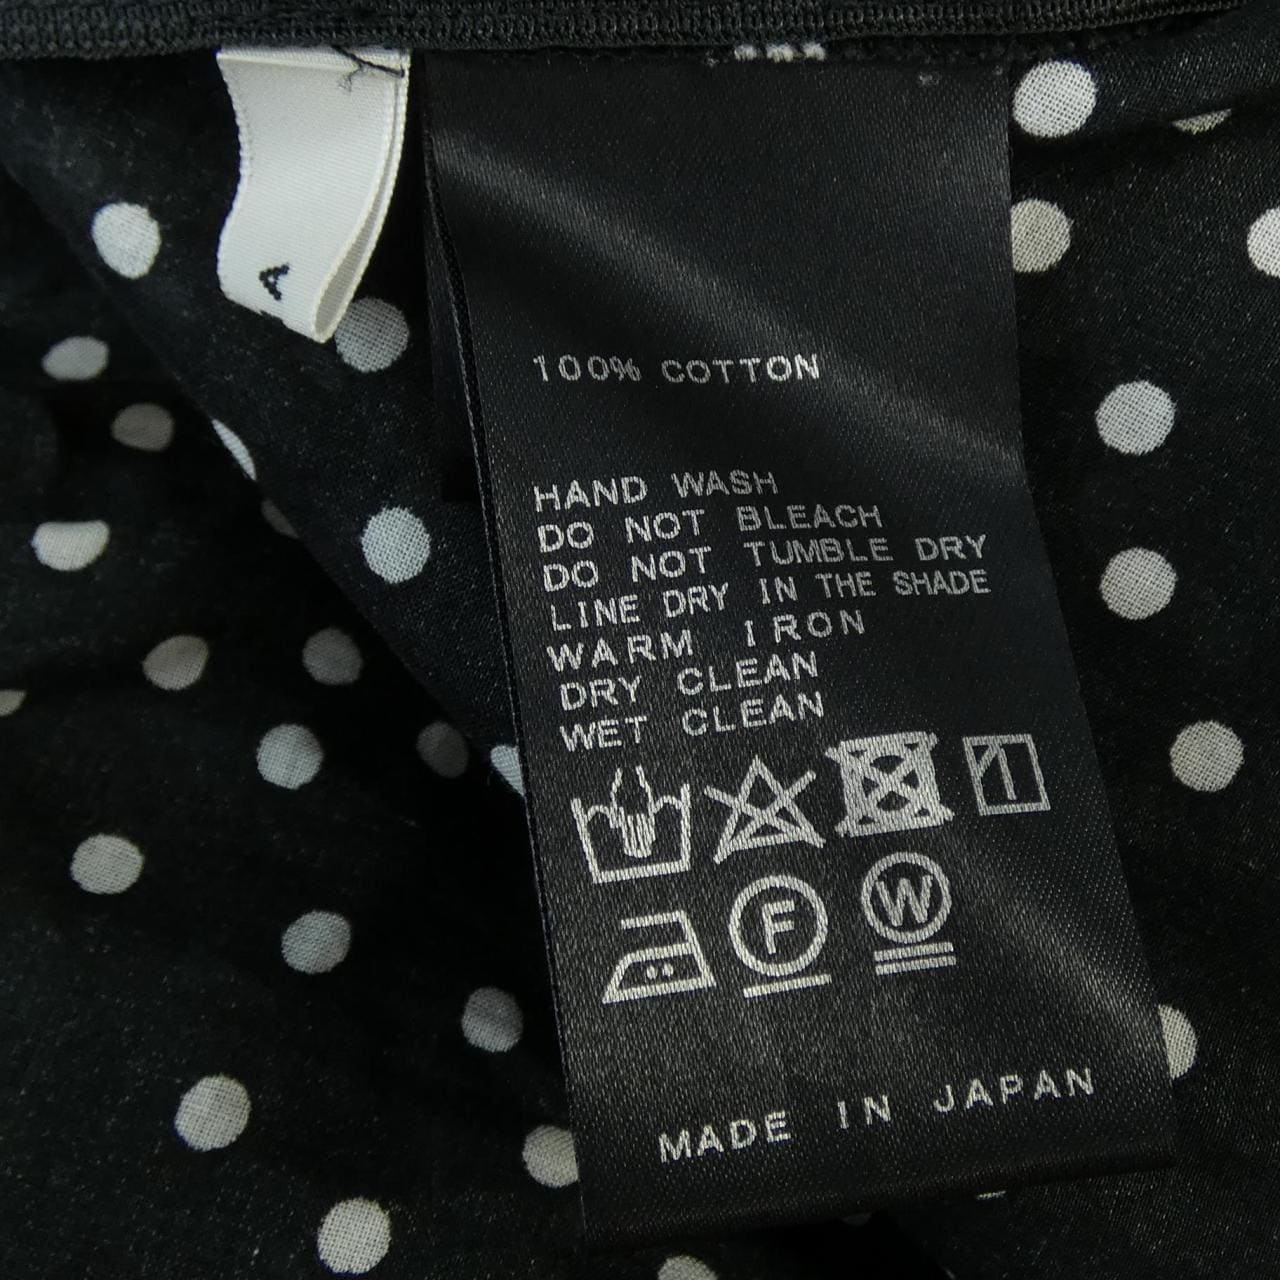 100% COTTON
HAND WASH
DO NOT BLEACH
DO NOT TUMBLE DRY
LINE DRY IN THE SHADE
WARM IRON
DRY CLEAN
WET CLEAN
F W
MADE IN JAPAN